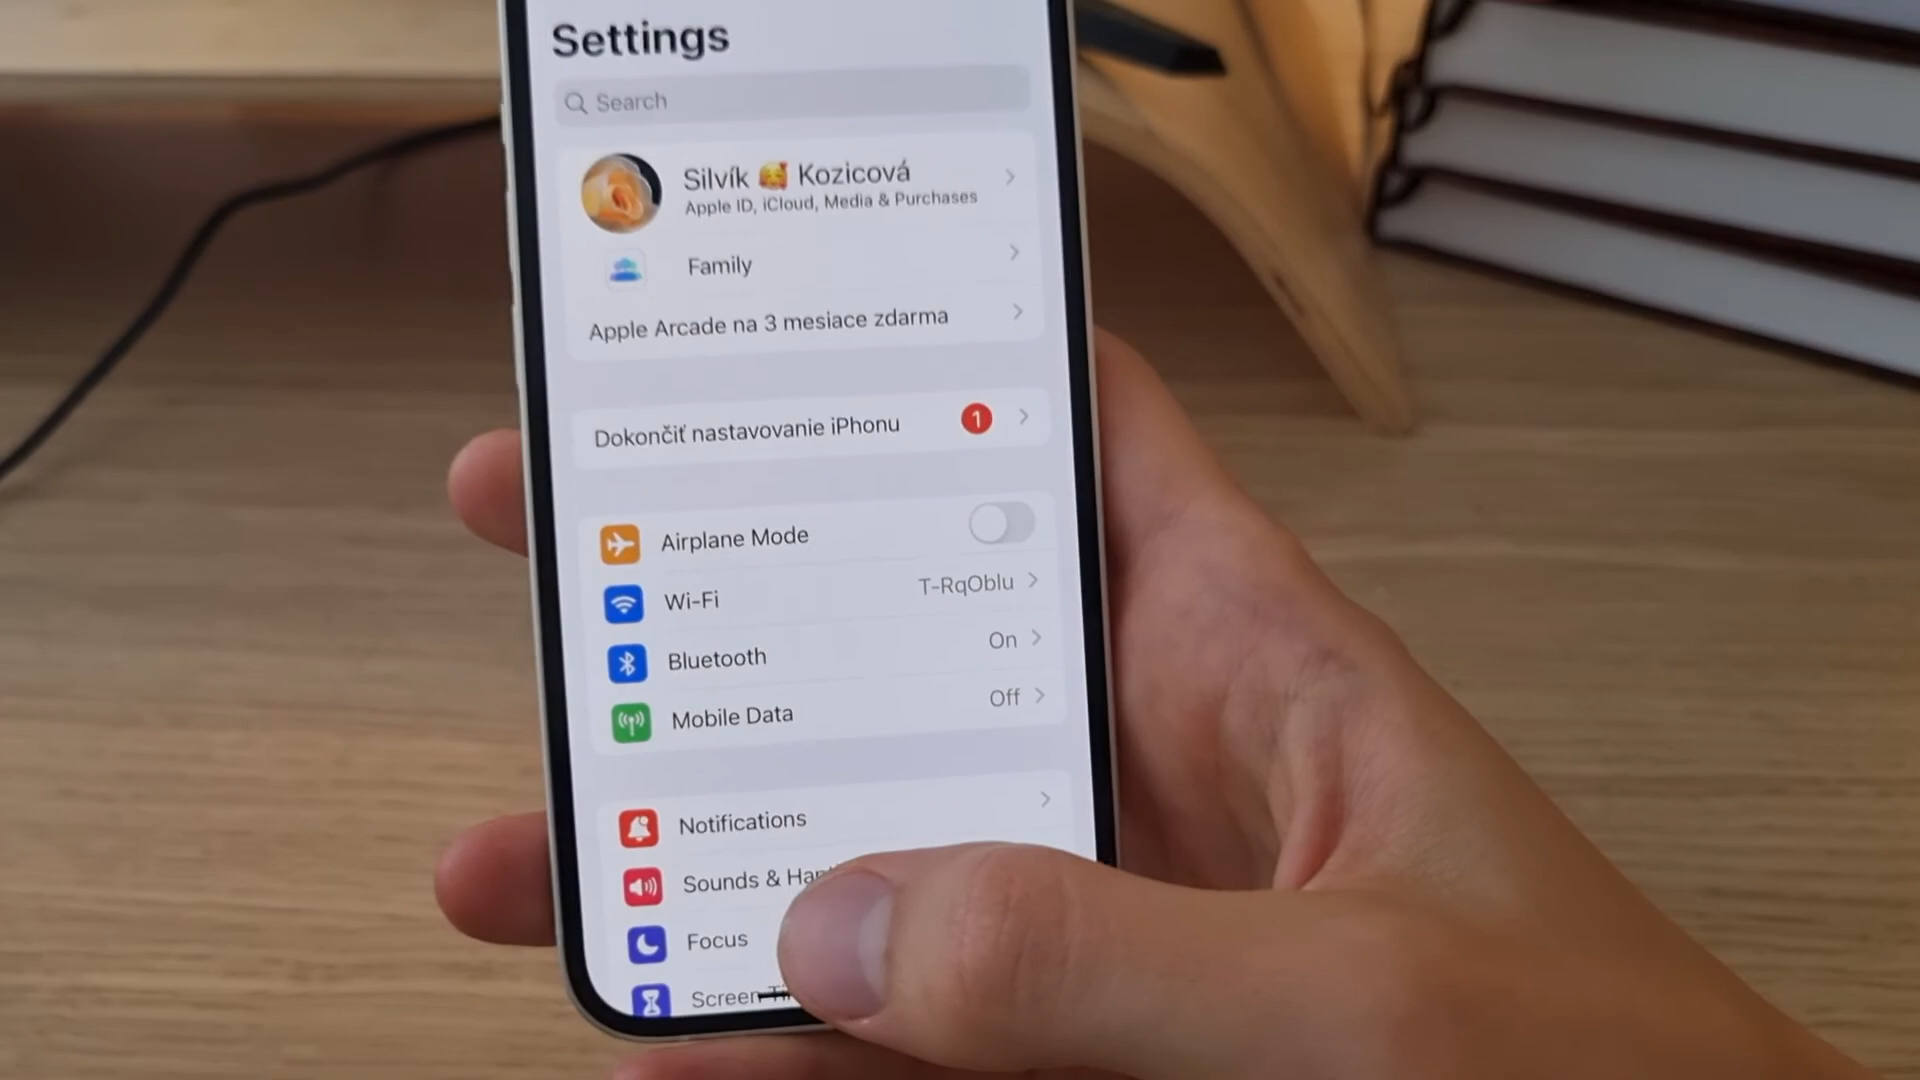 Settings
Search
Silvík 🥰 Kozicová
Apple ID, iCloud, Media & Purchases
Family
Apple Arcade na 3 mesiace zdarma
Dokončiť nastavovanie iPhonu 1
Airplane Mode
Wi-Fi T-RqOblu
Bluetooth On
Mobile Data Off
Notifications
Sounds &
Focus
Screen